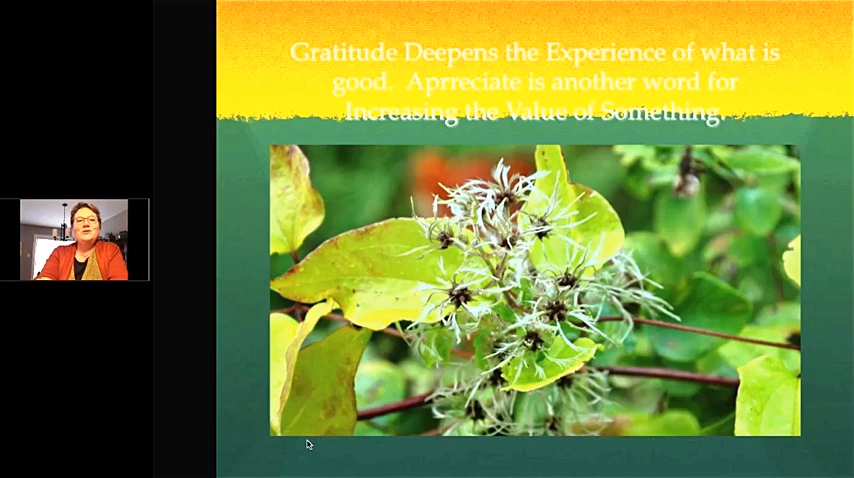 Gratitude Deepens the Experience of what is
good. Aprreciate is another word for
Increasing the Value of Something.